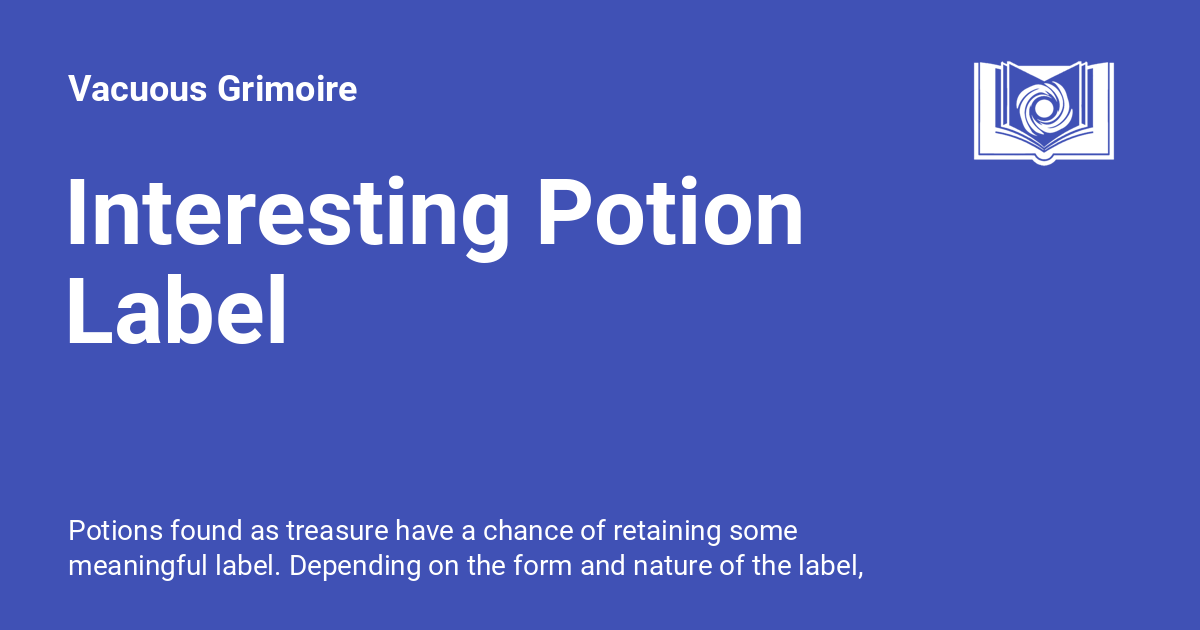 Vacuous Grimoire
Interesting Potion
Label
Potions found as treasure have a chance of retaining some
meaningful label. Depending on the form and nature of the label,